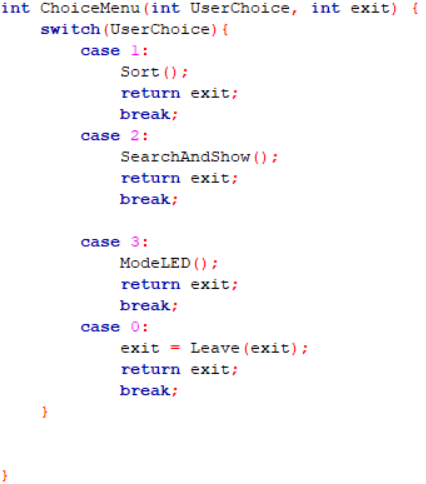 int ChoiceMenu(int UserChoice, int exit) {
    switch(UserChoice){
        case 1:
            Sort();
            return exit;
            break;
        case 2:
            SearchAndShow();
            return exit;
            break;

        case 3:
            ModeLED();
            return exit;
            break;
        case 0:
            exit = Leave(exit);
            return exit;
            break;
    }


}